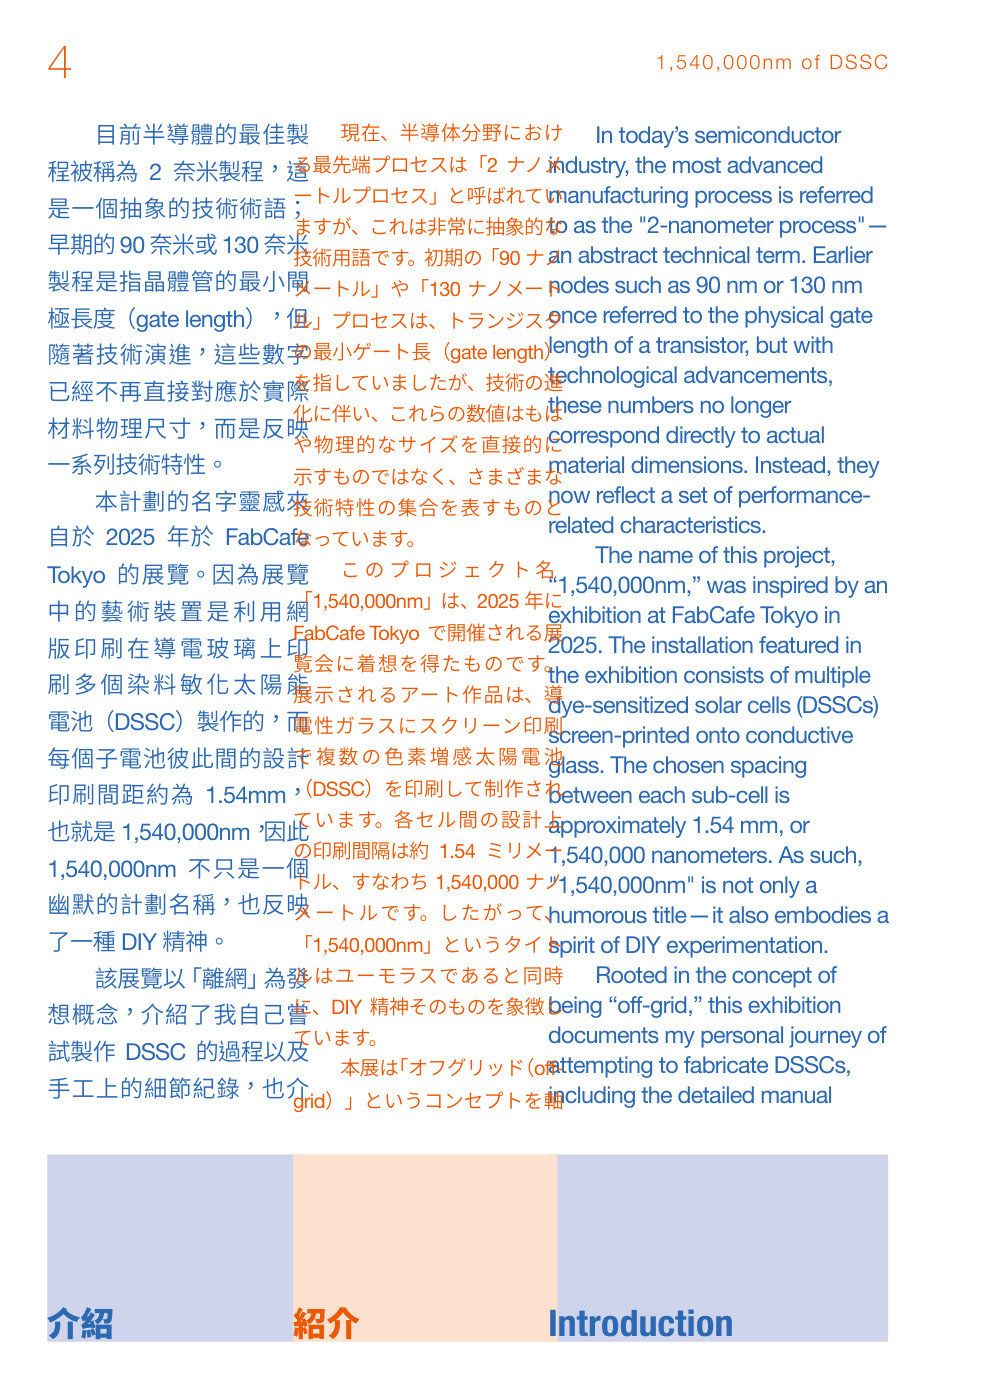 4
1,540,000nm of DSSC
目前半導體的最佳製
程被稱為 2 奈米製程，這
是一個抽象的技術術語；
早期的 90 奈米或 130 奈米
製程是指晶體管的最小閘
極長度（gate length），但
隨著技術演進，這些數字
已經不再直接對應於實際
材料物理尺寸，而是反映
一系列技術特性。
本計劃的名字靈感來
自於 2025 年於 FabCafe
Tokyo 的展覽。因為展覽
中的藝術裝置是利用網
版印刷在導電玻璃上印
刷多個染料敏化太陽能
電池（DSSC）製作的，而
每個子電池彼此間的設計
印刷間距約為 1.54mm，
也就是 1,540,000nm，因此
1,540,000nm 不只是一個
幽默的計劃名稱，也反映
了一種 DIY 精神。
該展覽以「離網」為發
想概念，介紹了我自己嘗
試製作 DSSC 的過程以及
手工上的細節紀錄，也介
現在、半導体分野におけ
る最先端プロセスは「2 ナノメ
ートルプロセス」と呼ばれてい
ますが、これは非常に抽象的な
技術用語です。初期の「90 ナノ
メートル」や「130 ナノメート
ル」プロセスは、トランジスタ
の最小ゲート長（gate length）
を指していましたが、技術の進
化に伴い、これらの数値はもは
や物理的なサイズを直接的に
示すものではなく、さまざまな
技術特性の集合を表すものと
なっています。
このプロジェクト名
「1,540,000nm」は、2025 年に
FabCafe Tokyo で開催される展
覧会に着想を得たものです。
展示されるアート作品は、導
電性ガラスにスクリーン印刷
で複数の色素増感太陽電池
（DSSC）を印刷して制作され
ています。各セル間の設計上
の印刷間隔は約 1.54 ミリメー
トル、すなわち 1,540,000 ナノ
メートルです。したがって、
「1,540,000nm」というタイト
ルはユーモラスであると同時
に、DIY 精神そのものを象徴し
ています。
本展は「オフグリッド（off-
grid）」というコンセプトを軸
In today’s semiconductor
industry, the most advanced
manufacturing process is referred
to as the "2-nanometer process"—
an abstract technical term. Earlier
nodes such as 90 nm or 130 nm
once referred to the physical gate
length of a transistor, but with
technological advancements,
these numbers no longer
correspond directly to actual
material dimensions. Instead, they
now reflect a set of performance-
related characteristics.
The name of this project,
“1,540,000nm,” was inspired by an
exhibition at FabCafe Tokyo in
2025. The installation featured in
the exhibition consists of multiple
dye-sensitized solar cells (DSSCs)
screen-printed onto conductive
glass. The chosen spacing
between each sub-cell is
approximately 1.54 mm, or
1,540,000 nanometers. As such,
"1,540,000nm" is not only a
humorous title—it also embodies a
spirit of DIY experimentation.
Rooted in the concept of
being “off-grid,” this exhibition
documents my personal journey of
attempting to fabricate DSSCs,
including the detailed manual
介紹
紹介
Introduction